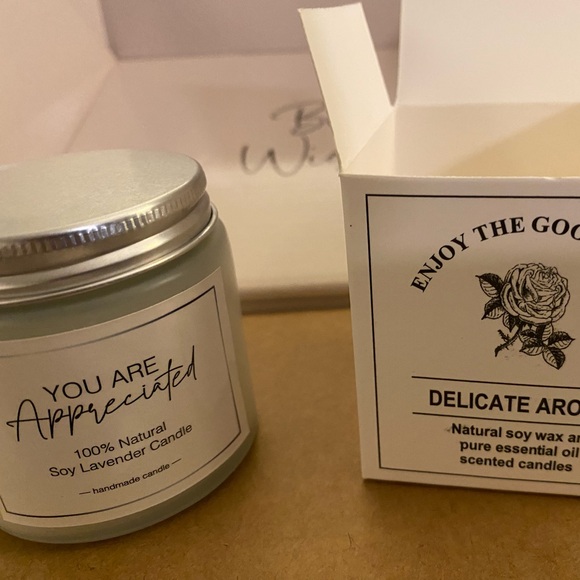 YOU ARE
Appreciated
100% Natural
Soy Lavender Candle
handmade candle
ENJOY THE
DELICATE
Natural soy wax
pure essential oil
scented candles